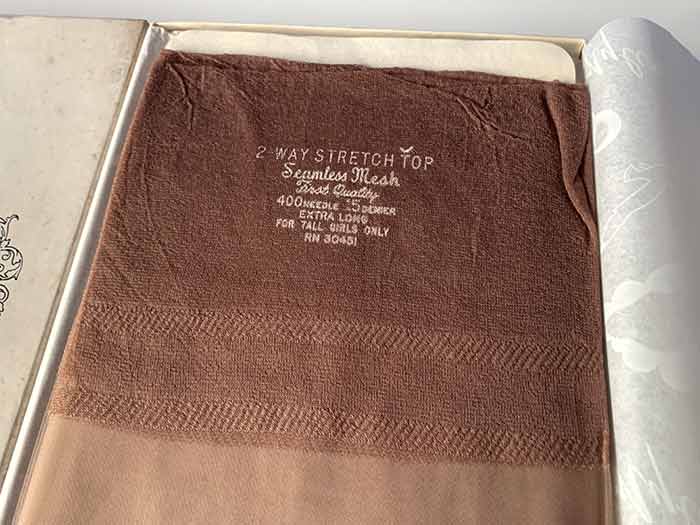 2-WAY STRETCH TOP
Seamless Mesh
First Quality
400 NEEDLE 15 DENIER
EXTRA LONG
FOR TALL GIRLS ONLY
RN 30451